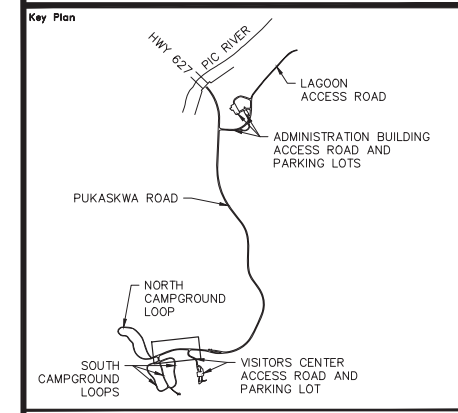 Key Plan
HWY 627
PIC RIVER
LAGOON
ACCESS ROAD
ADMINISTRATION BUILDING
ACCESS ROAD AND
PARKING LOTS
PUKASKWA ROAD
NORTH
CAMPGROUND
LOOP
SOUTH
CAMPGROUND
LOOPS
VISITORS CENTER
ACCESS ROAD AND
PARKING LOT